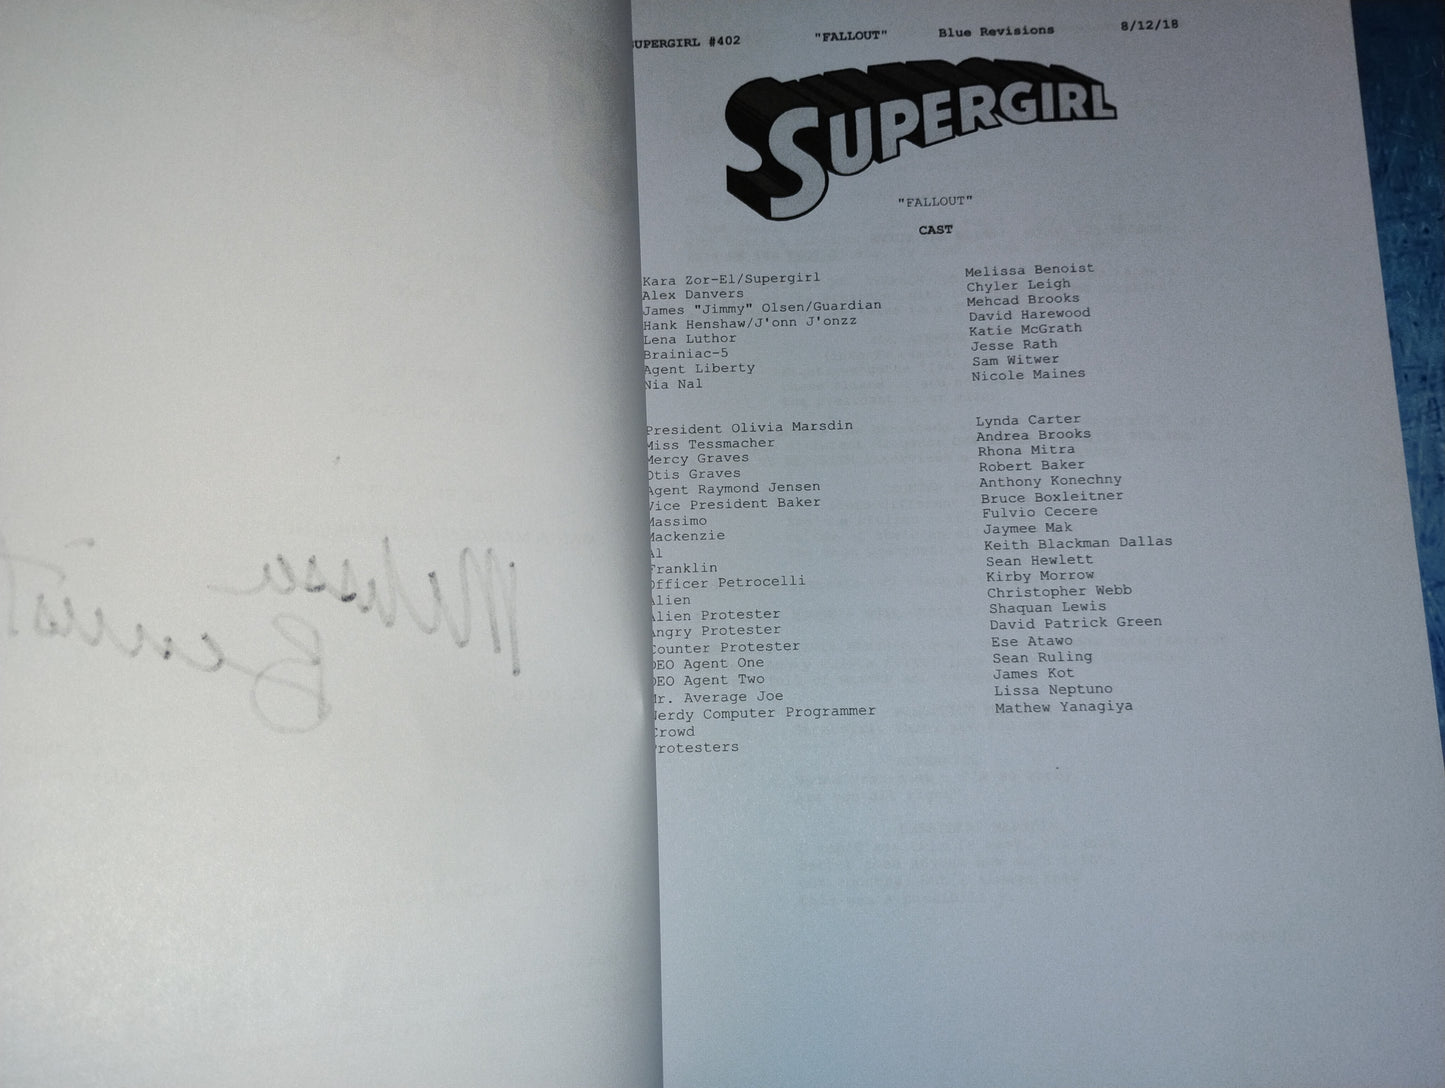 Melissa
Benoist
SUPERGIRL #402 "FALLOUT" Blue Revisions 8/12/18
SUPERGIRL
"FALLOUT"
CAST
Kara Zor-El/Supergirl Melissa Benoist
Alex Danvers Chyler Leigh
James "Jimmy" Olsen/Guardian Mehcad Brooks
Hank Henshaw/J'onn J'onzz David Harewood
Lena Luthor Katie McGrath
Brainiac-5 Jesse Rath
Agent Liberty Sam Witwer
Nia Nal Nicole Maines
President Olivia Marsdin Lynda Carter
Miss Tessmacher Andrea Brooks
Mercy Graves Rhona Mitra
Otis Graves Robert Baker
Agent Raymond Jensen Anthony Konechny
Vice President Baker Bruce Boxleitner
Massimo Fulvio Cecere
Mackenzie Jaymee Mak
Al Keith Blackman Dallas
Franklin Sean Hewlett
Officer Petrocelli Kirby Morrow
Alien Christopher Webb
Alien Protester Shaquan Lewis
Angry Protester David Patrick Green
Counter Protester Ese Atawo
DEO Agent One Sean Ruling
DEO Agent Two James Kot
Mr. Average Joe Lissa Neptuno
Nerdy Computer Programmer Mathew Yanagiya
Crowd
Protesters